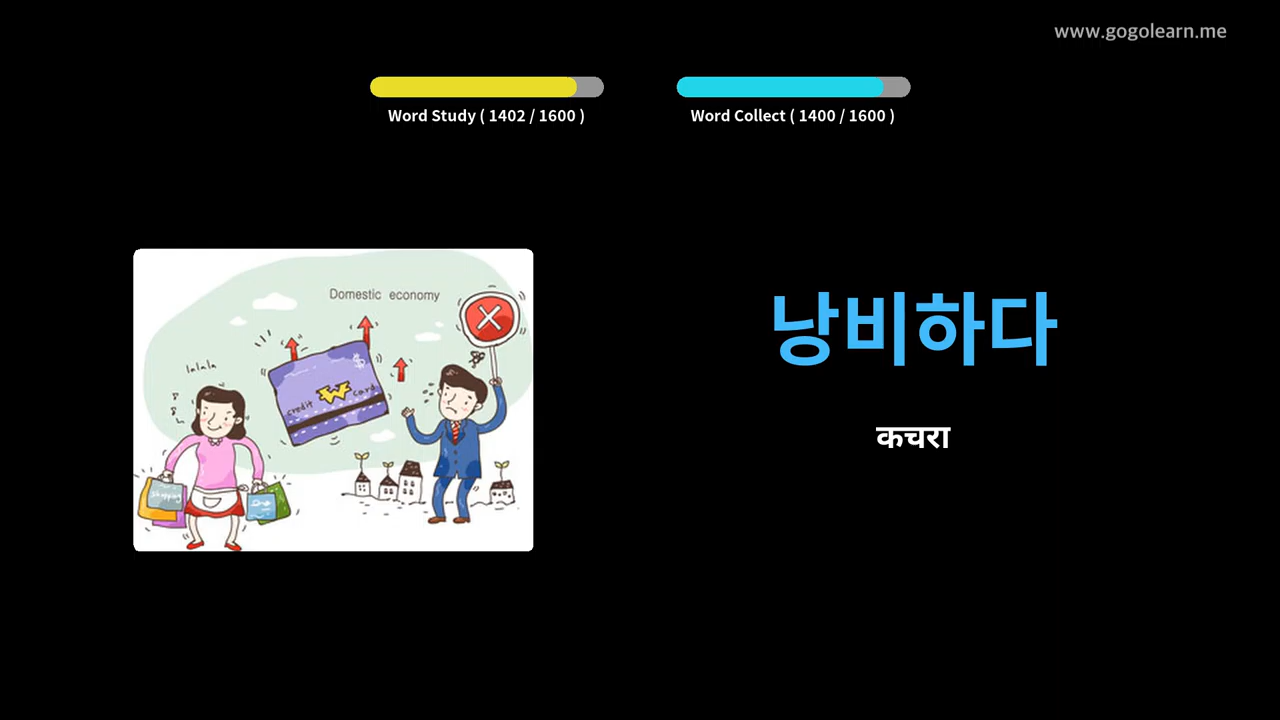 www.gogolearn.me
Word Study ( 1402 / 1600 )
Word Collect ( 1400 / 1600 )
Domestic economy
lalala
$
W
credit card
shopping
낭비하다
कचरा